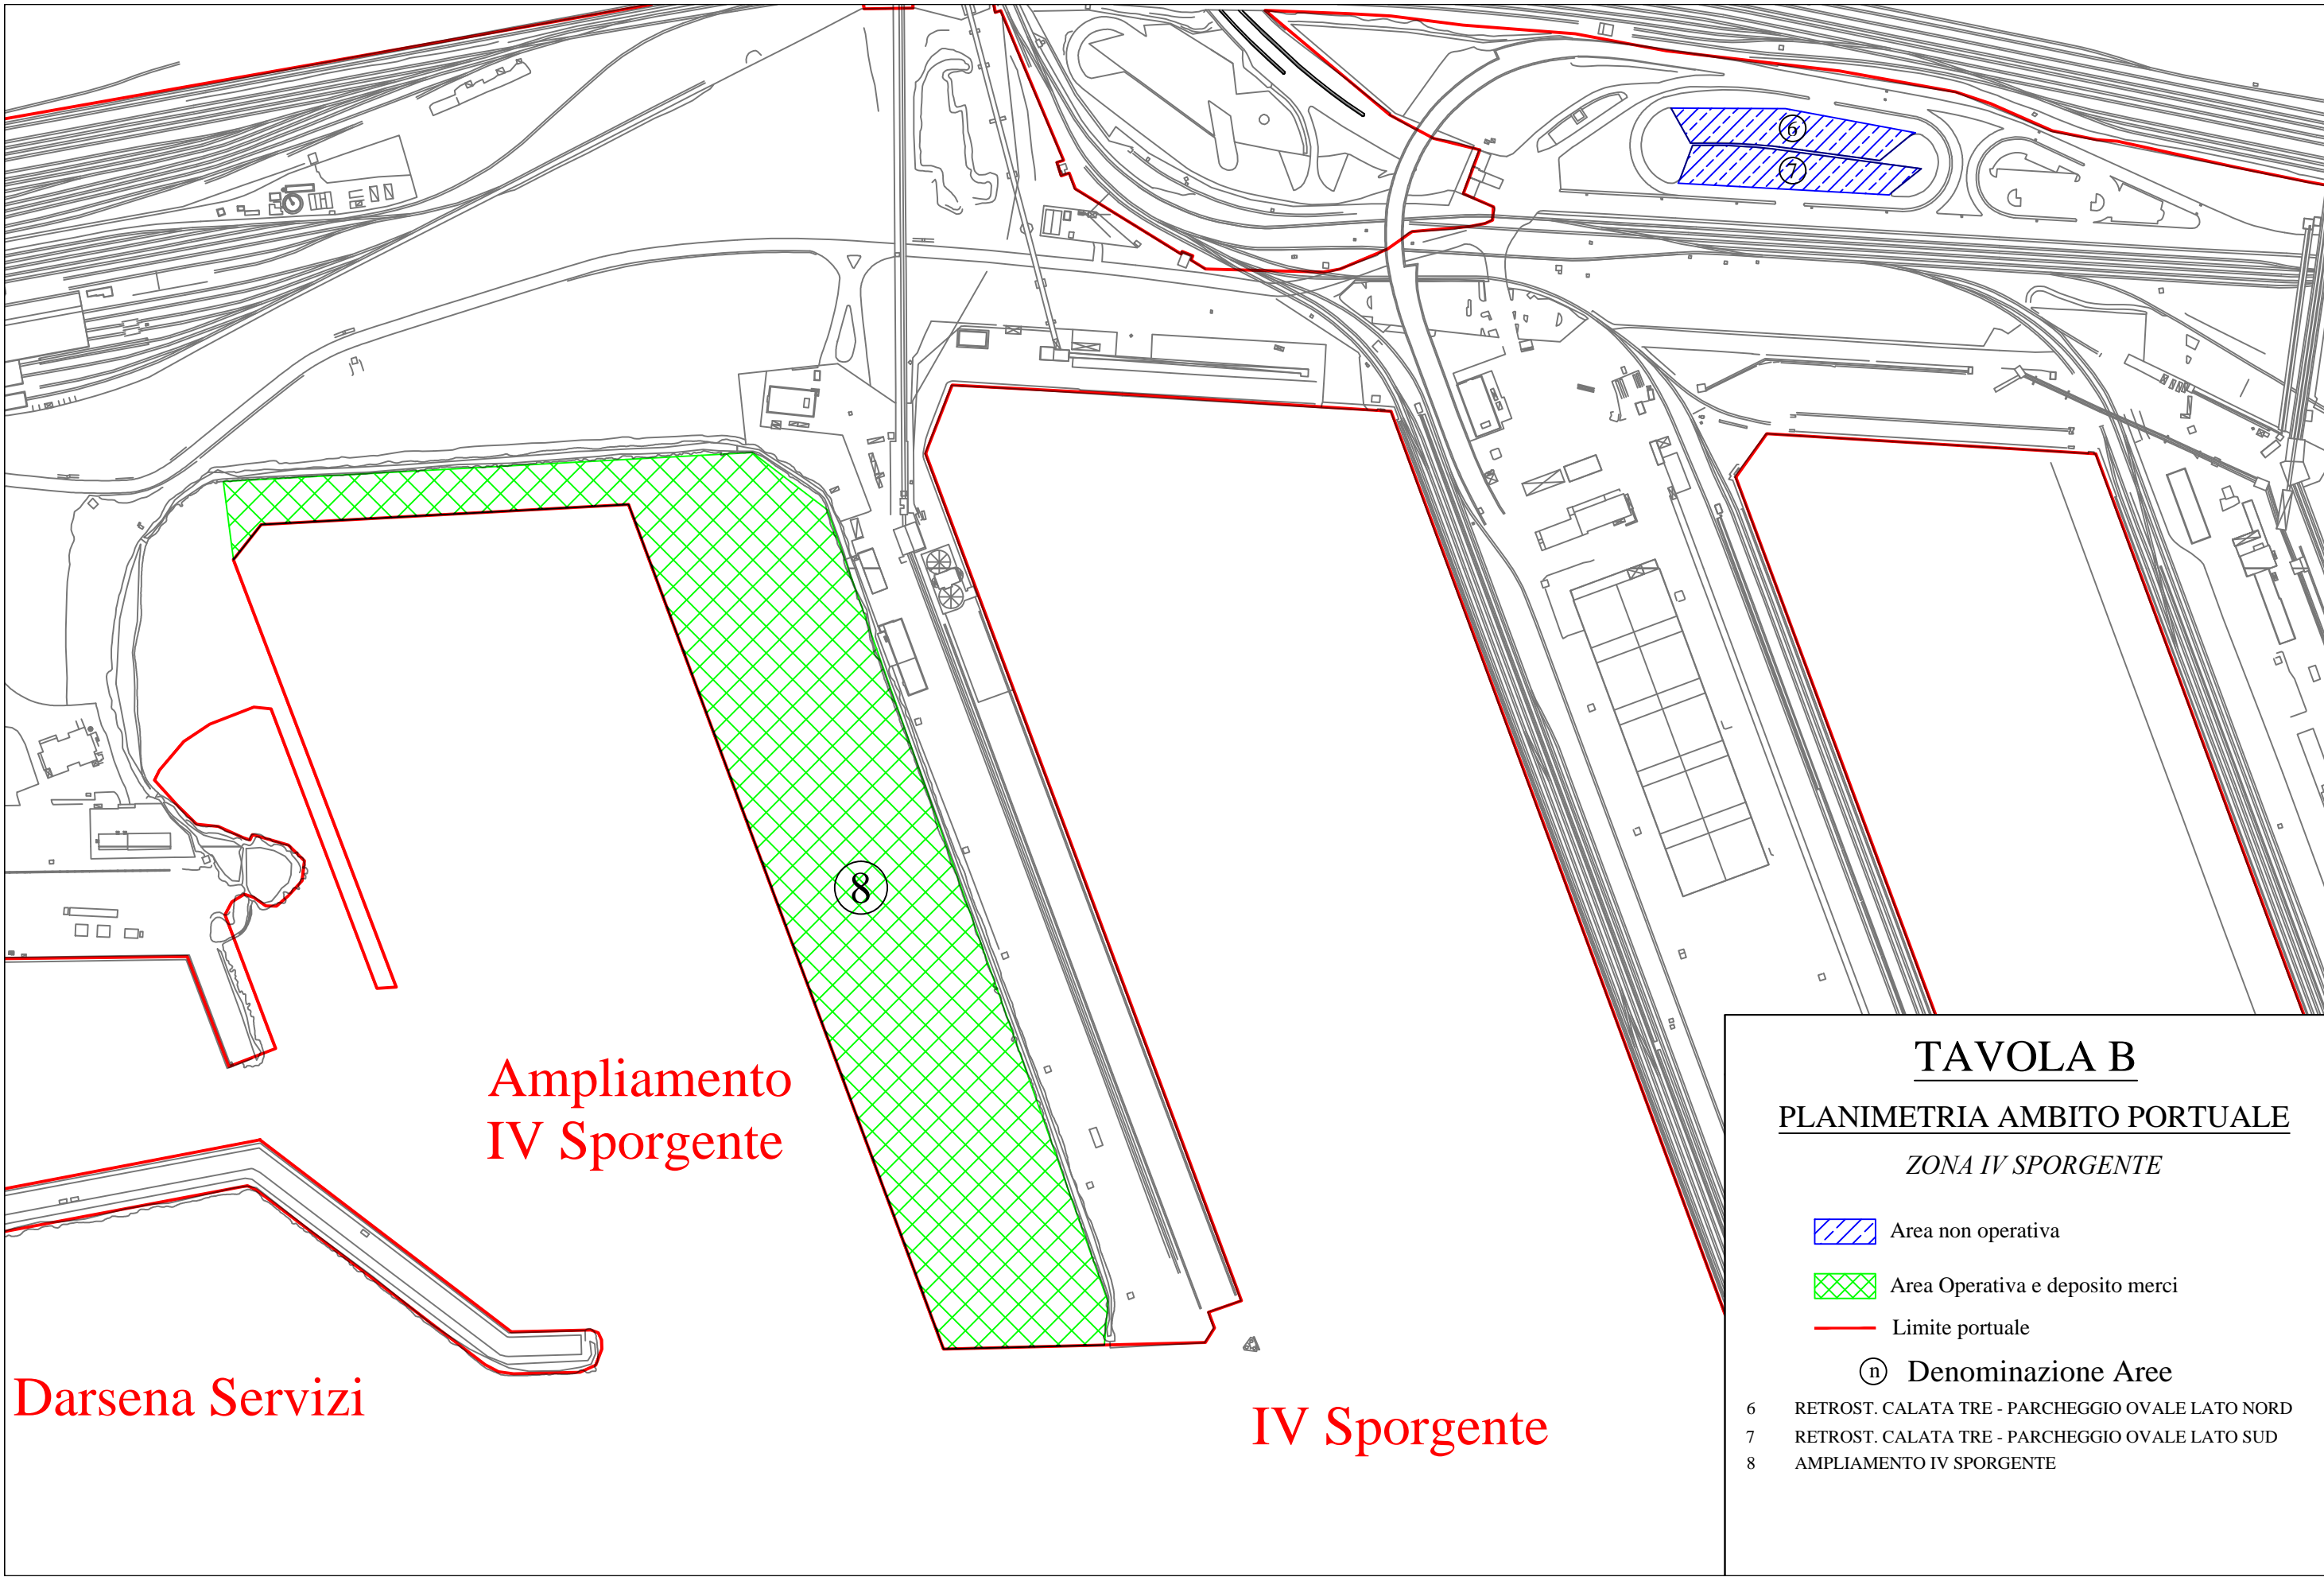 6
7
8
Ampliamento
IV Sporgente
Darsena Servizi
IV Sporgente
TAVOLA B
PLANIMETRIA AMBITO PORTUALE
ZONA IV SPORGENTE
Area non operativa
Area Operativa e deposito merci
Limite portuale
n Denominazione Aree
6 RETROST. CALATA TRE - PARCHEGGIO OVALE LATO NORD
7 RETROST. CALATA TRE - PARCHEGGIO OVALE LATO SUD
8 AMPLIAMENTO IV SPORGENTE